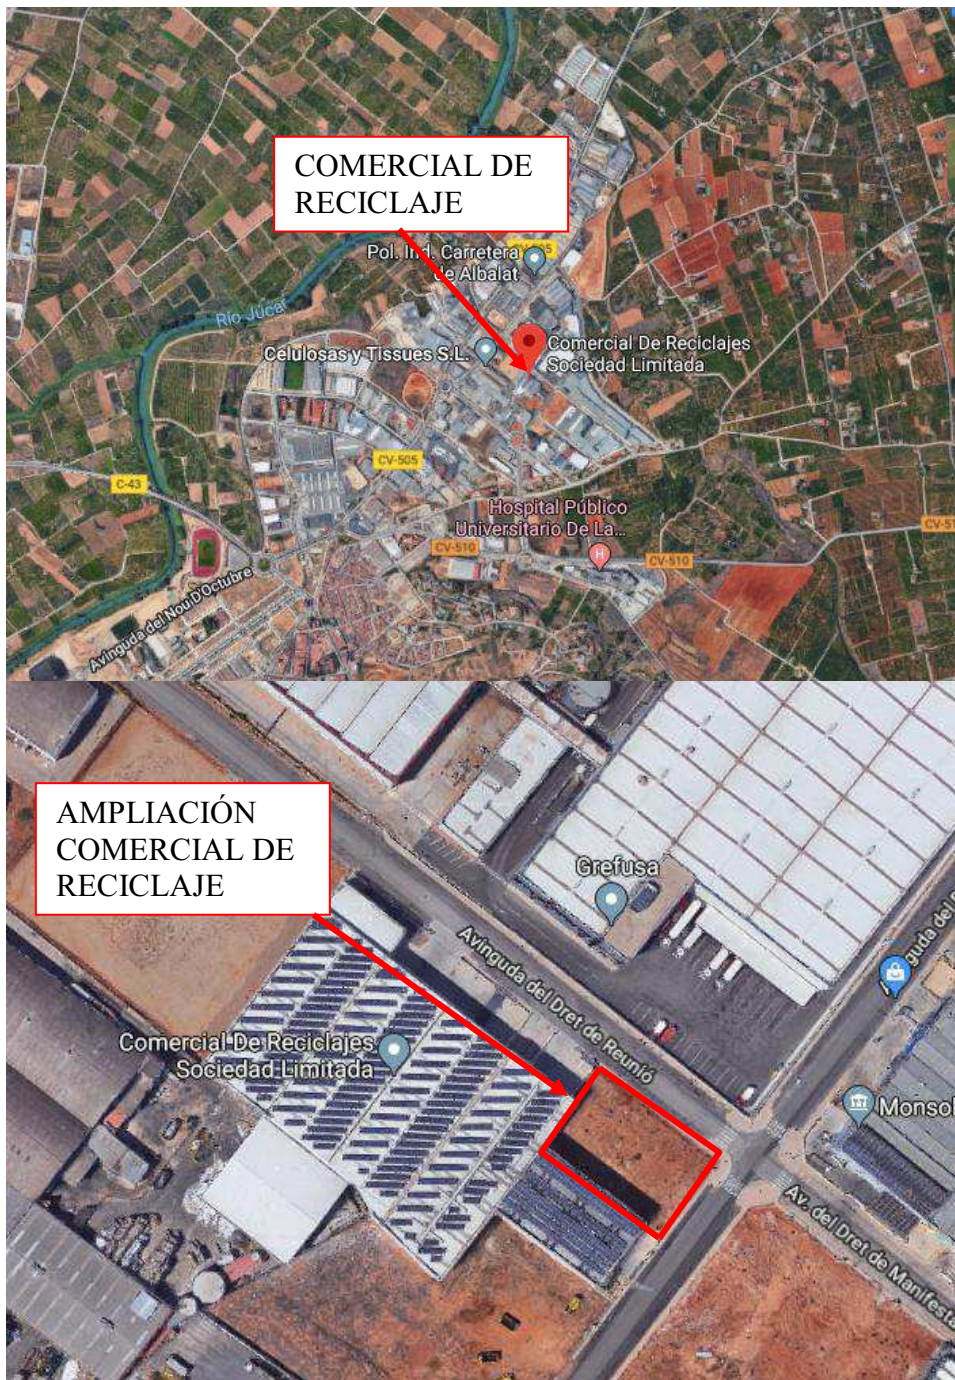 COMERCIAL DE
RECICLAJE
Pol. Ind. Carretera
de Albalat
Río Júcar
Celulosas y Tissues S.L.
Comercial De Reciclajes
Sociedad Limitada
CV-505
C-43
Hospital Público
Universitario De La...
CV-510
CV-510
Avinguda del Nou D'Octubre
AMPLIACIÓN
COMERCIAL DE
RECICLAJE
Grefusa
Avinguda del Dret de Reunió
Comercial De Reciclajes
Sociedad Limitada
Monsol
Av. del Dret de Manifesta